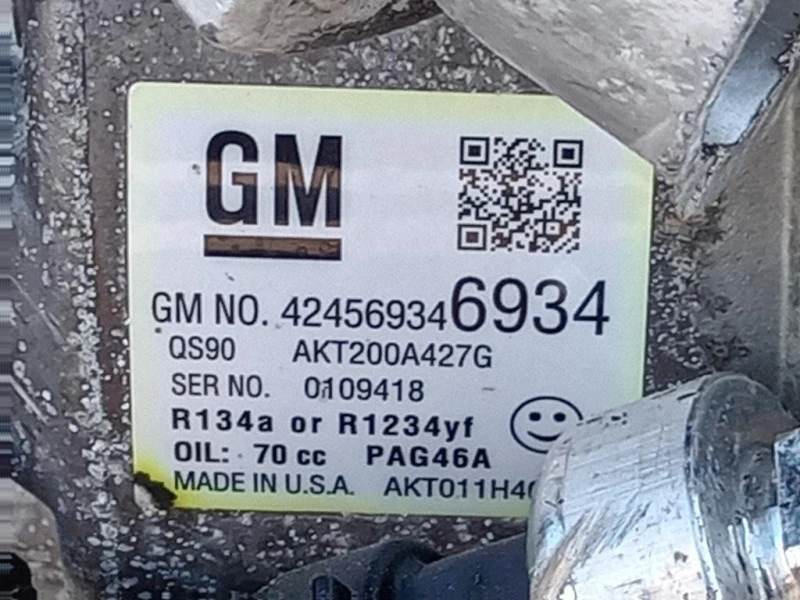 GM
GM NO. 42456934 6934
QS90 AKT200A427G
SER NO. 0109418
R134a or R1234yf
OIL: 70 cc PAG46A
MADE IN U.S.A. AKT011H4